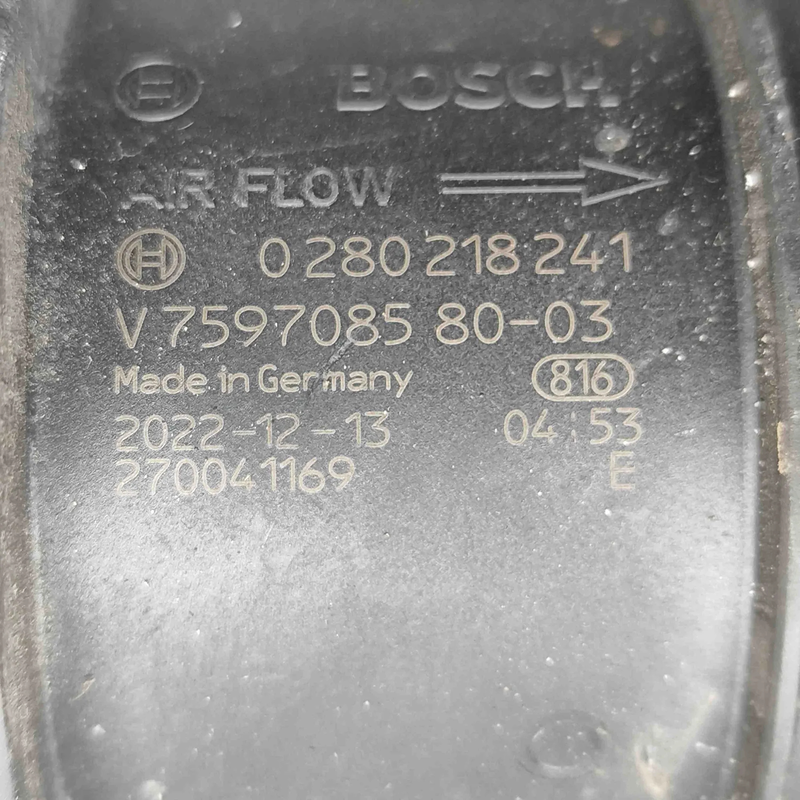 BOSCH
AIR FLOW
0 280 218 241
V 7597085 80-03
Made in Germany 816
2022-12-13 04:53
270041169 E